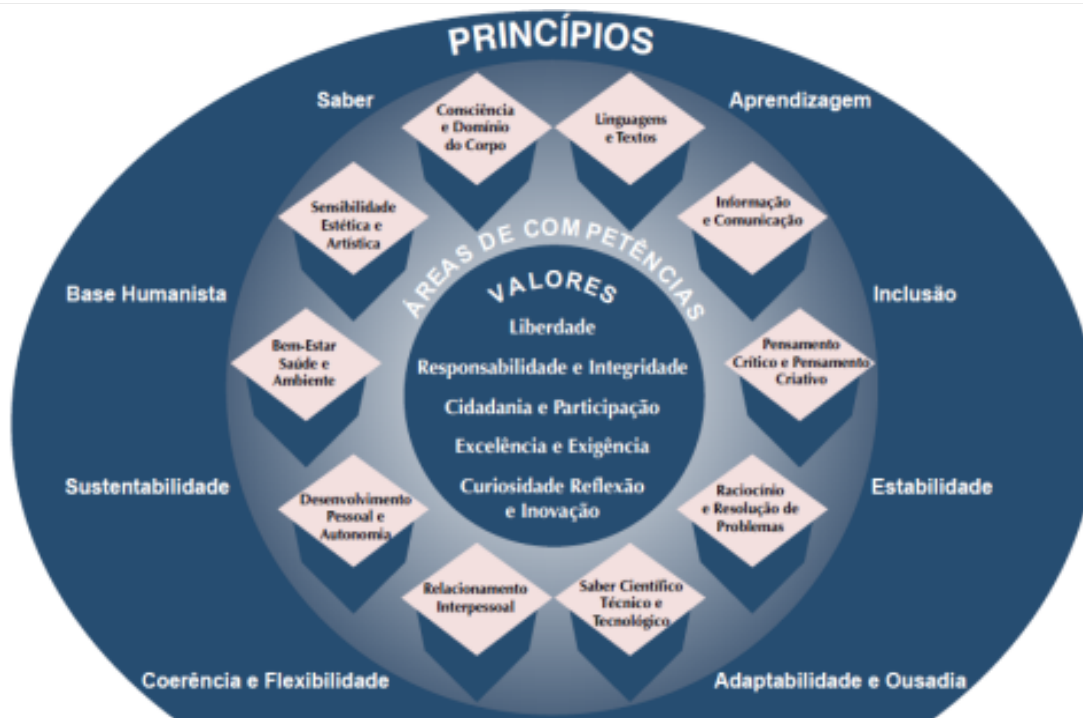 PRINCÍPIOS
Saber
Aprendizagem
Base Humanista
Inclusão
Sustentabilidade
Estabilidade
Coerência e Flexibilidade
Adaptabilidade e Ousadia
ÁREAS DE COMPETÊNCIAS
Consciência
e Domínio
do Corpo
Linguagens
e Textos
Sensibilidade
Estética e
Artística
Informação
e Comunicação
Bem-Estar
Saúde e
Ambiente
Pensamento
Crítico e Pensamento
Criativo
Desenvolvimento
Pessoal e
Autonomia
Raciocínio
e Resolução de
Problemas
Relacionamento
Interpessoal
Saber Científico
Técnico e
Tecnológico
VALORES
Liberdade
Responsabilidade e Integridade
Cidadania e Participação
Excelência e Exigência
Curiosidade Reflexão
e Inovação